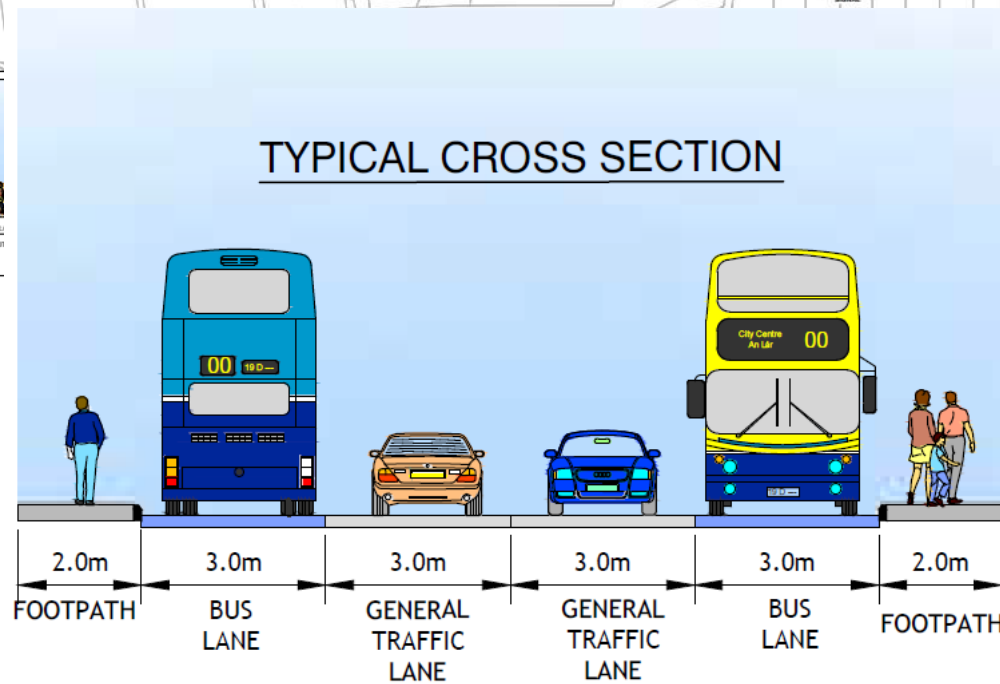 TYPICAL CROSS SECTION
City Centre
An Lár
00
00
19 D
19 D
2.0m
3.0m
3.0m
3.0m
3.0m
2.0m
FOOTPATH
BUS
LANE
GENERAL
TRAFFIC
LANE
GENERAL
TRAFFIC
LANE
BUS
LANE
FOOTPATH